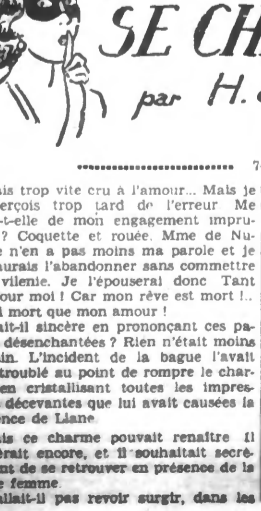 SE CH
par H.
7
is trop vite cru à l'amour... Mais je
erçois trop tard de l'erreur Me
-t-elle de mon engagement impru-
? Coquette et rouée. Mme de Nu-
e n'en a pas moins ma parole et je
aurais l'abandonner sans commettre
vilenie. Je l'épouserai donc Tant
our moi ! Car mon rêve est mort !..
i mort que mon amour !
ait-il sincère en prononçant ces pa-
désenchantées ? Rien n'était moins
in. L'incident de la bague l'avait
troublé au point de rompre le char-
en cristallisant toutes les impres-
décevantes que lui avait causées la
ence de Liane
is ce charme pouvait renaître Il
érait encore, et il souhaitait secrè-
nt de se retrouver en présence de la
e femme.
allait-il pas revoir surgir, dans les